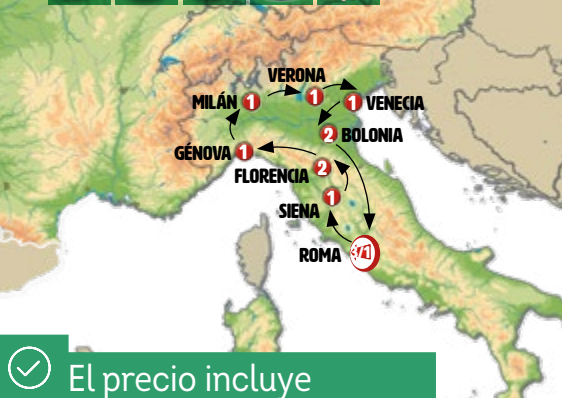 VERONA
1
MILÁN 1
1 VENECIA
2 BOLONIA
GÉNOVA 1
FLORENCIA 2
1
SIENA
ROMA 3/1
El precio incluye